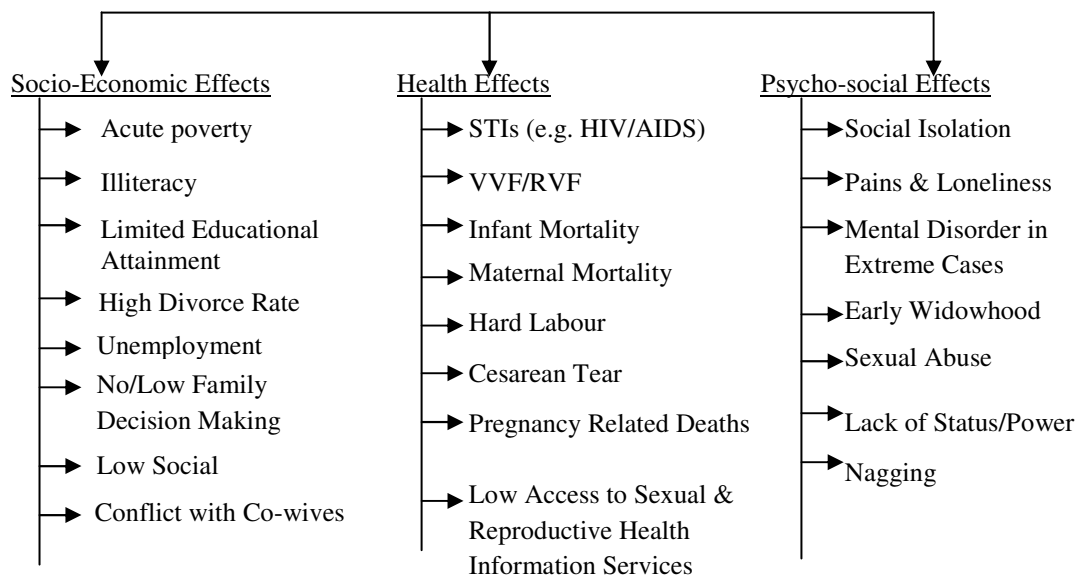 Socio-Economic Effects
Acute poverty
Illiteracy
Limited Educational
Attainment
High Divorce Rate
Unemployment
No/Low Family
Decision Making
Low Social
Conflict with Co-wives
Health Effects
STIs (e.g. HIV/AIDS)
VVF/RVF
Infant Mortality
Maternal Mortality
Hard Labour
Cesarean Tear
Pregnancy Related Deaths
Low Access to Sexual &
Reproductive Health
Information Services
Psycho-social Effects
Social Isolation
Pains & Loneliness
Mental Disorder in
Extreme Cases
Early Widowhood
Sexual Abuse
Lack of Status/Power
Nagging